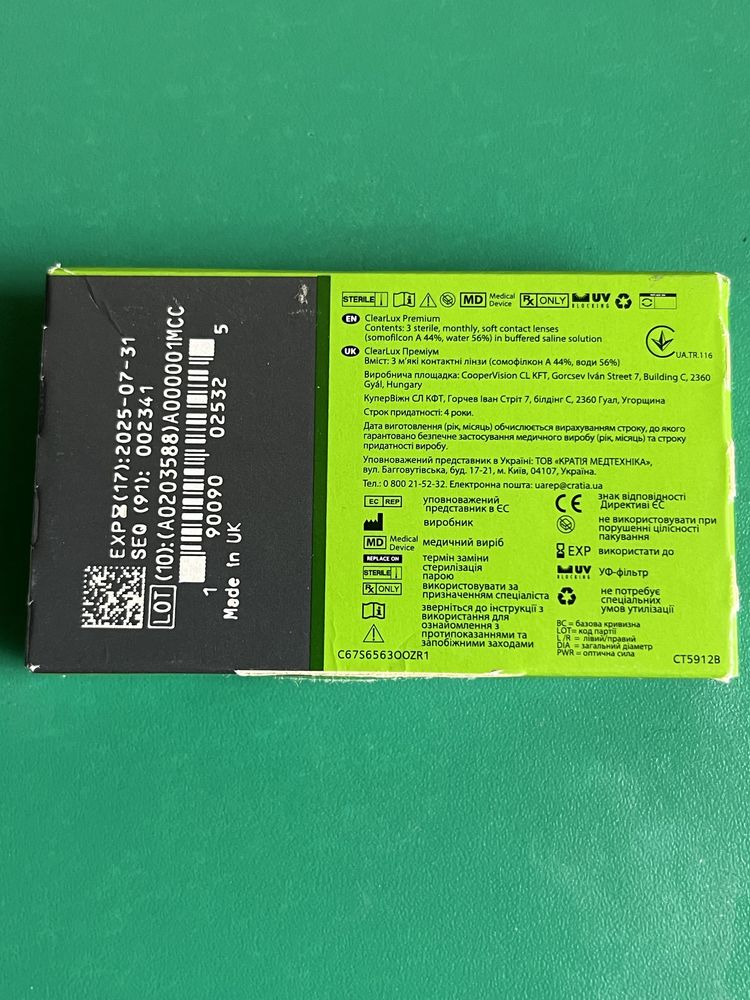 EXP (17):2025-07-31
SEQ (91): 002341
LOT (10):(A0203588)A000001MCC
1 90090 02532 5
Made in UK
STERILE MD Medical Device Rx ONLY UV BLOCKING
EN ClearLux Premium
Contents: 3 sterile, monthly, soft contact lenses
(somofilcon A 44%, water 56%) in buffered saline solution
UA.TR.116
UK ClearLux Преміум
Вміст: 3 м'які контактні лінзи (сомофілкон A 44%, води 56%)
Виробнича площадка: CooperVision CL KFT, Gorcsev Iván Street 7, Building C, 2360
Gyál, Hungary
КуперВіжн СЛ КФТ, Горчев Іван Стріт 7, білдінг С, 2360 Гуал, Угорщина
Строк придатності: 4 роки.
Дата виготовлення (рік, місяць) обчислюється вирахуванням строку, до якого
гарантовано безпечне застосування медичного виробу (рік, місяць) та строку
придатності виробу.
Уповноважений представник в Україні: ТОВ «КРАТІЯ МЕДТЕХНІКА»,
вул. Багговутівська, буд. 17-21, м. Київ, 04107, Україна.
Тел.: 0 800 21-52-32. Електронна пошта: uarep@cratia.ua
EC REP уповноважений
представник в ЄС
виробник
MD Medical Device медичний виріб
REPLACE ON термін заміни
STERILE стерилізація
парою
Rx ONLY використовувати за
призначенням спеціаліста
зверніться до інструкції з
використання для
ознайомлення з
протипоказаннями та
запобіжними заходами
C67S6563OOZR1
CE знак відповідності
Директиві ЄС
не використовувати при
порушенні цілісності
пакування
EXP використати до
UV BLOCKING УФ-фільтр
не потребує
спеціальних
умов утилізації
BC = базова кривизна
LOT= код партії
L /R = лівий/правий
DIA = загальний діаметр
PWR = оптична сила
CT5912B